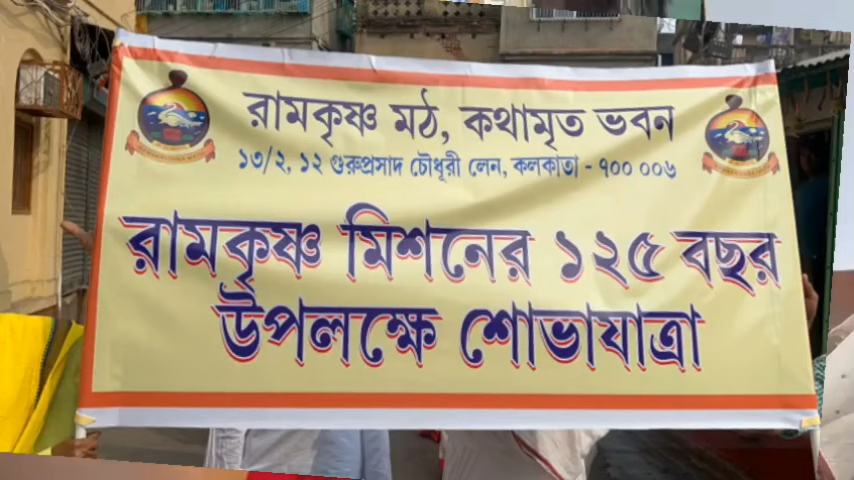 রামকৃষ্ণ মঠ, কথামৃত ভবন
১৩/২, ১২ গুরুপ্রসাদ চৌধুরী লেন, কলকাতা - ৭০০ ০০৬
রামকৃষ্ণ মিশনের ১২৫ বছর
উপলক্ষে শোভাযাত্রা